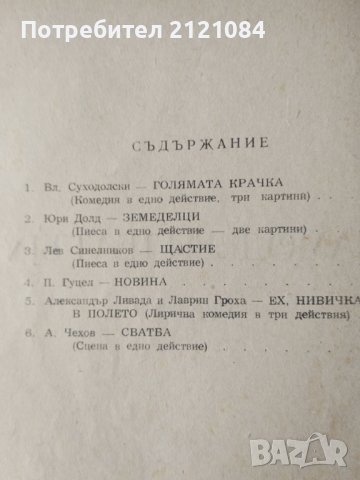 Потребител 2121084
СЪДЪРЖАНИЕ
1. Вл. Суходолски — ГОЛЯМАТА КРАЧКА
(Комедия в едно действие, три картини)
2. Юри Долд — ЗЕМЕДЕЛЦИ
(Пиеса в едно действие — две картини) .
3. Лев Синелников — ЩАСТИЕ
(Пиеса в едно действие) . . . . . . .
4. П. Гуцел — НОВИНА . . . . . . . .
5. Александър Ливада и Лаврин Гроха — ЕХ, НИВИЧКА
В ПОЛЕТО (Лирична комедия в три действия)
6. А. Чехов — СВАТБА
(Сцена в едно действие) . . . . . . .
BAZAR